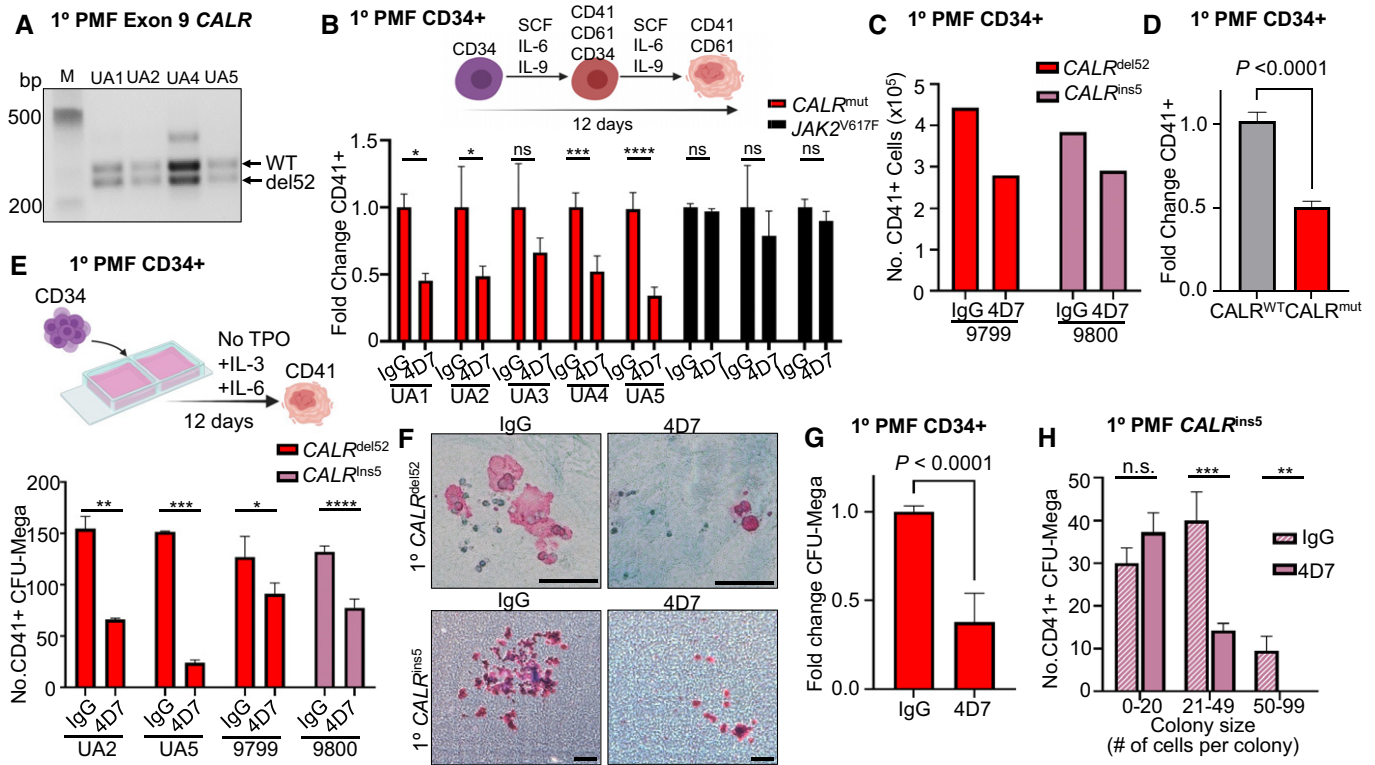 A 1º PMF Exon 9 CALR
bp M UA1 UA2 UA4 UA5
500
200
WT
del52
B 1º PMF CD34+
CD34
SCF
IL-6
IL-9
CD41
CD61
CD34
SCF
IL-6
IL-9
CD41
CD61
12 days
CALRmut
JAK2V617F
Fold Change CD41+
1.5
1.0
0.5
0
* * ns *** **** ns ns ns
IgG 4D7 IgG 4D7 IgG 4D7 IgG 4D7 IgG 4D7 IgG 4D7 IgG 4D7 IgG 4D7
UA1 UA2 UA3 UA4 UA5
C 1º PMF CD34+
CALRdel52
CALRins5
No. CD41+ Cells (x10⁵)
5
4
3
2
1
0
IgG 4D7 IgG 4D7
9799 9800
D 1º PMF CD34+
P <0.0001
Fold Change CD41+
1.0
0.5
0.0
CALRWT CALRmut
E 1º PMF CD34+
CD34
No TPO
+IL-3
+IL-6
CD41
12 days
CALRdel52
CALRIns5
No.CD41+ CFU-Mega
200
150
100
50
0
** *** * ****
IgG 4D7 IgG 4D7 IgG 4D7 IgG 4D7
UA2 UA5 9799 9800
F IgG 4D7
1º CALRdel52
IgG 4D7
1º CALRins5
G 1º PMF CD34+
P < 0.0001
Fold change CFU-Mega
1.0
0.5
0.0
IgG 4D7
H 1º PMF CALRins5
No.CD41+ CFU-Mega
50
40
30
20
10
0
n.s. *** **
IgG
4D7
0-20 21-49 50-99
Colony size
(# of cells per colony)